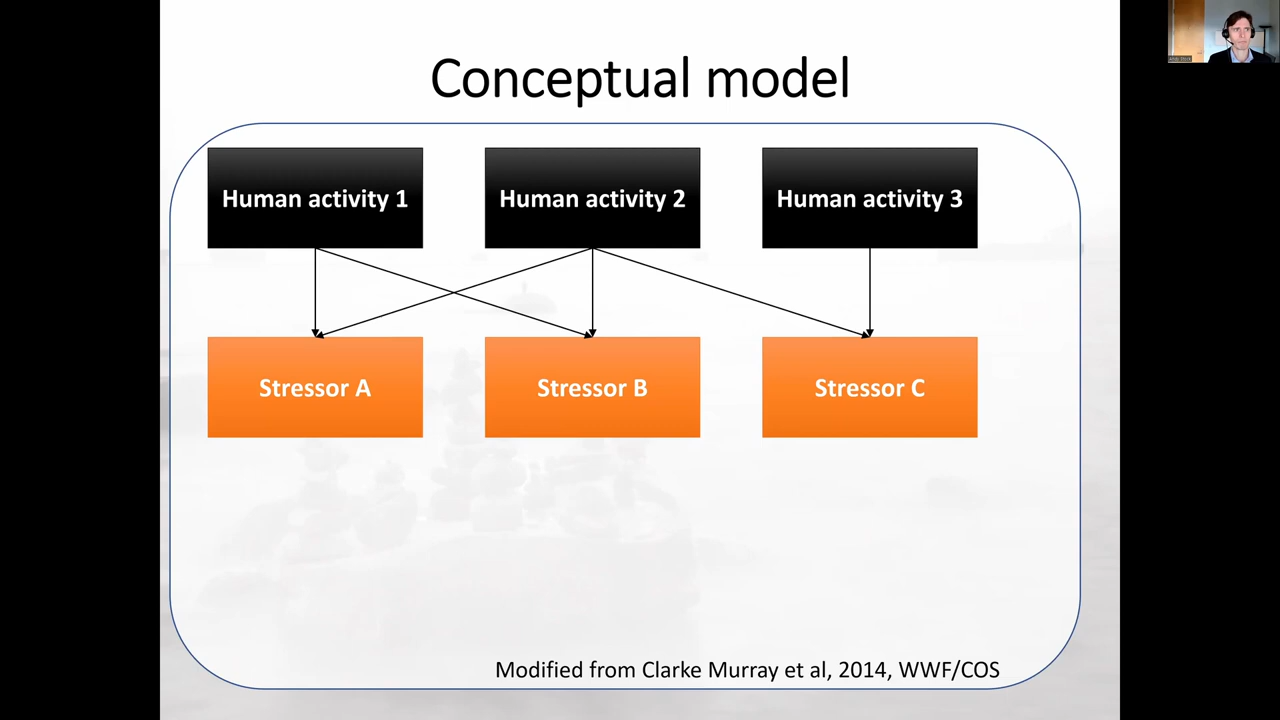 Conceptual model
Human activity 1
Human activity 2
Human activity 3
Stressor A
Stressor B
Stressor C
Modified from Clarke Murray et al, 2014, WWF/COS